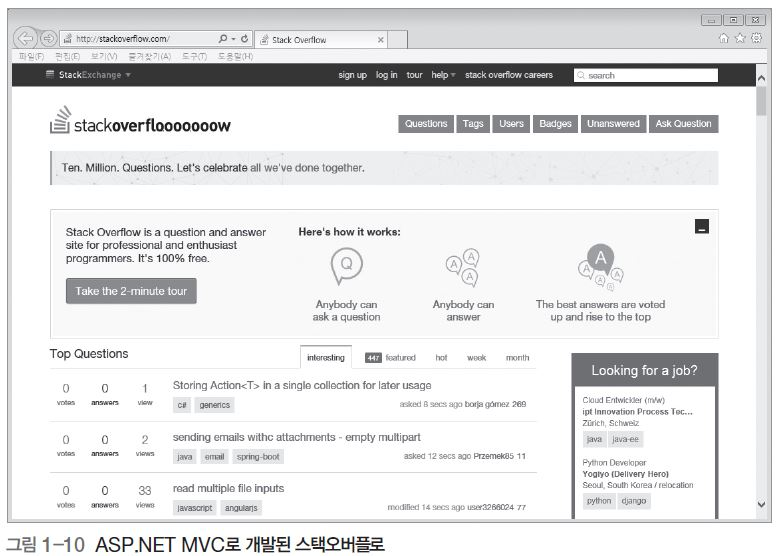 http://stackoverflow.com/
Stack Overflow
파일(F) 편집(E) 보기(V) 즐겨찾기(A) 도구(T) 도움말(H)
StackExchange
sign up log in tour help stack overflow careers search
stackoverflooooooow
Questions Tags Users Badges Unanswered Ask Question
Ten. Million. Questions. Let's celebrate all we've done together.
Stack Overflow is a question and answer
site for professional and enthusiast
programmers. It's 100% free.
Take the 2-minute tour
Here's how it works:
Q
Anybody can
ask a question
A
A
A
Anybody can
answer
A
A
A
A
A
The best answers are voted
up and rise to the top
Top Questions
interesting 447 featured hot week month
0 0 1
votes answers view
Storing Action<T> in a single collection for later usage
c# generics
asked 8 secs ago borja gómez 269
0 0 2
votes answers views
sending emails withc attachments - empty multipart
java email spring-boot
asked 12 secs ago Przemek85 11
0 0 33
votes answers views
read multiple file inputs
javascript angularjs
modified 14 secs ago user3266024 77
Looking for a job?
Cloud Entwickler (m/w)
ipt Innovation Process Tec...
Zürich, Schweiz
java java-ee
Python Developer
Yogiyo (Delivery Hero)
Seoul, South Korea / relocation
python django
그림 1-10 ASP.NET MVC로 개발된 스택오버플로